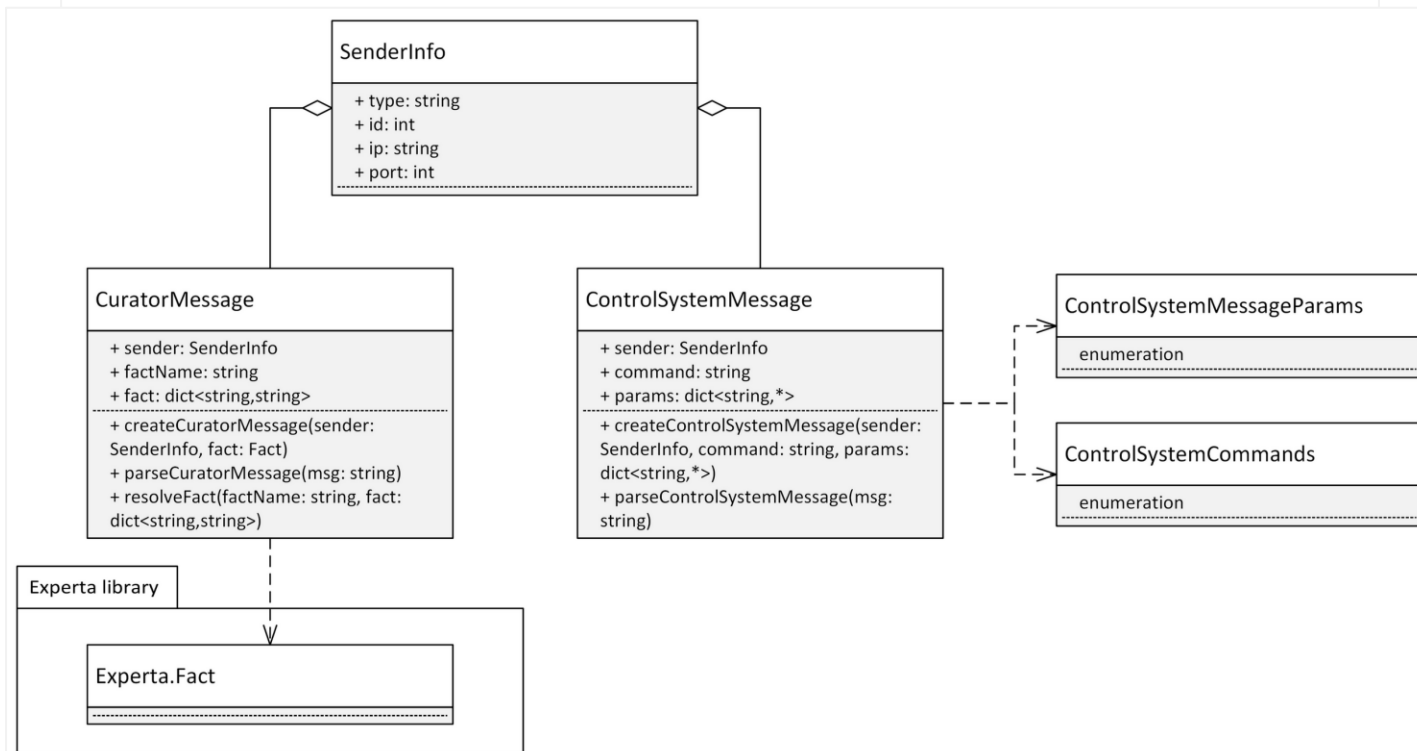 SenderInfo
+ type: string
+ id: int
+ ip: string
+ port: int
CuratorMessage
+ sender: SenderInfo
+ factName: string
+ fact: dict<string,string>
+ createCuratorMessage(sender:
SenderInfo, fact: Fact)
+ parseCuratorMessage(msg: string)
+ resolveFact(factName: string, fact:
dict<string,string>)
ControlSystemMessage
+ sender: SenderInfo
+ command: string
+ params: dict<string,*>
+ createControlSystemMessage(sender:
SenderInfo, command: string, params:
dict<string,*>)
+ parseControlSystemMessage(msg:
string)
ControlSystemMessageParams
enumeration
ControlSystemCommands
enumeration
Experta library
Experta.Fact